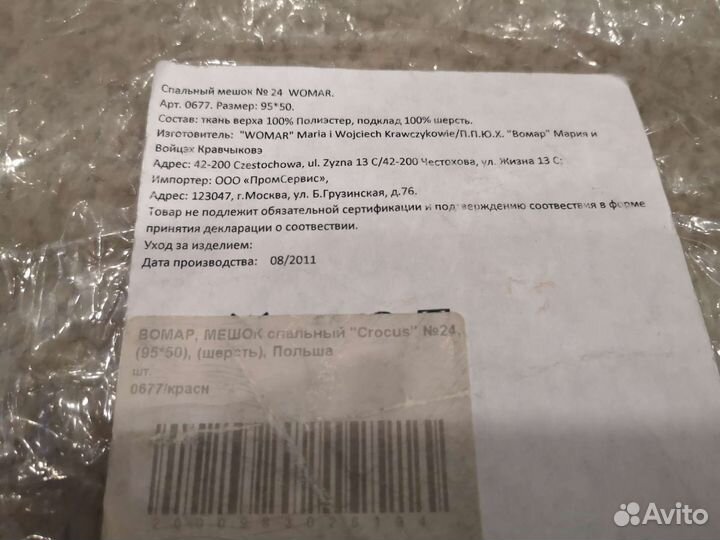 Спальный мешок № 24 WOMAR.
Арт. 0677. Размер: 95*50.
Состав: ткань верха 100% Полиэстер, подклад 100% шерсть.
Изготовитель: "WOMAR" Maria i Wojciech Krawczykowie/П.П.Ю.Х. "Вомар" Мария и
Войцэх Кравчыковэ
Адрес: 42-200 Czestochowa, ul. Zyzna 13 C/42-200 Честохова, ул. Жизна 13 С;
Импортер: ООО «ПромСервис»,
Адрес: 123047, г.Москва, ул. Б.Грузинская, д.76.
Товар не подлежит обязательной сертификации и подтверждению соотвествия в форме
принятия декларации о соотвествии.
Уход за изделием:
Дата производства: 08/2011
ВОМАР, МЕШОК спальный "Crocus" №24,
(95*50), (шерсть), Польша
шт.
0677/красн
Avito